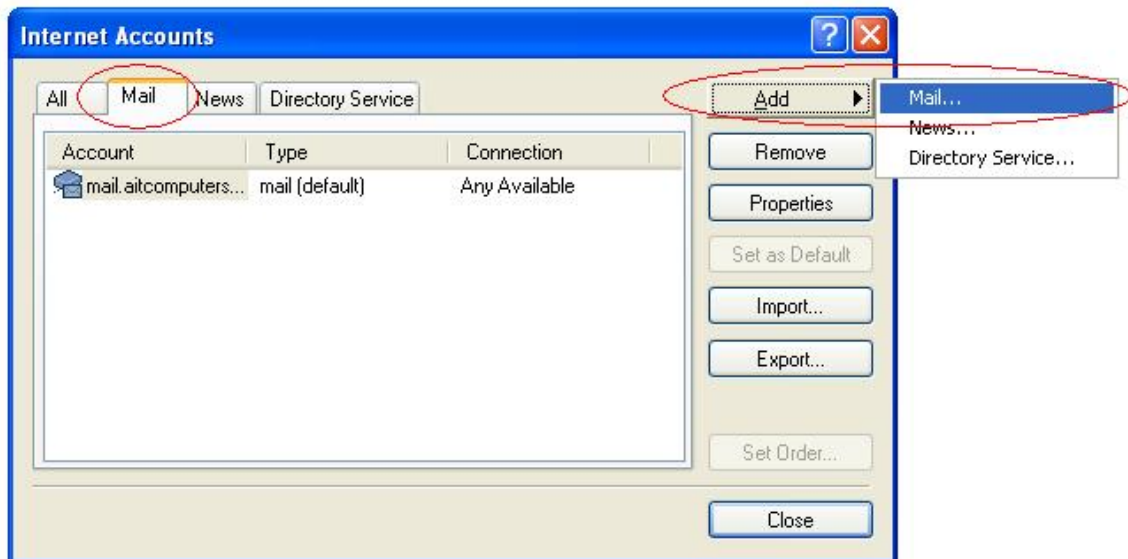 Internet Accounts
All Mail News Directory Service
Add Mail...
News...
Directory Service...
Account Type Connection
mail.aitcomputers... mail (default) Any Available
Remove
Properties
Set as Default
Import...
Export...
Set Order...
Close